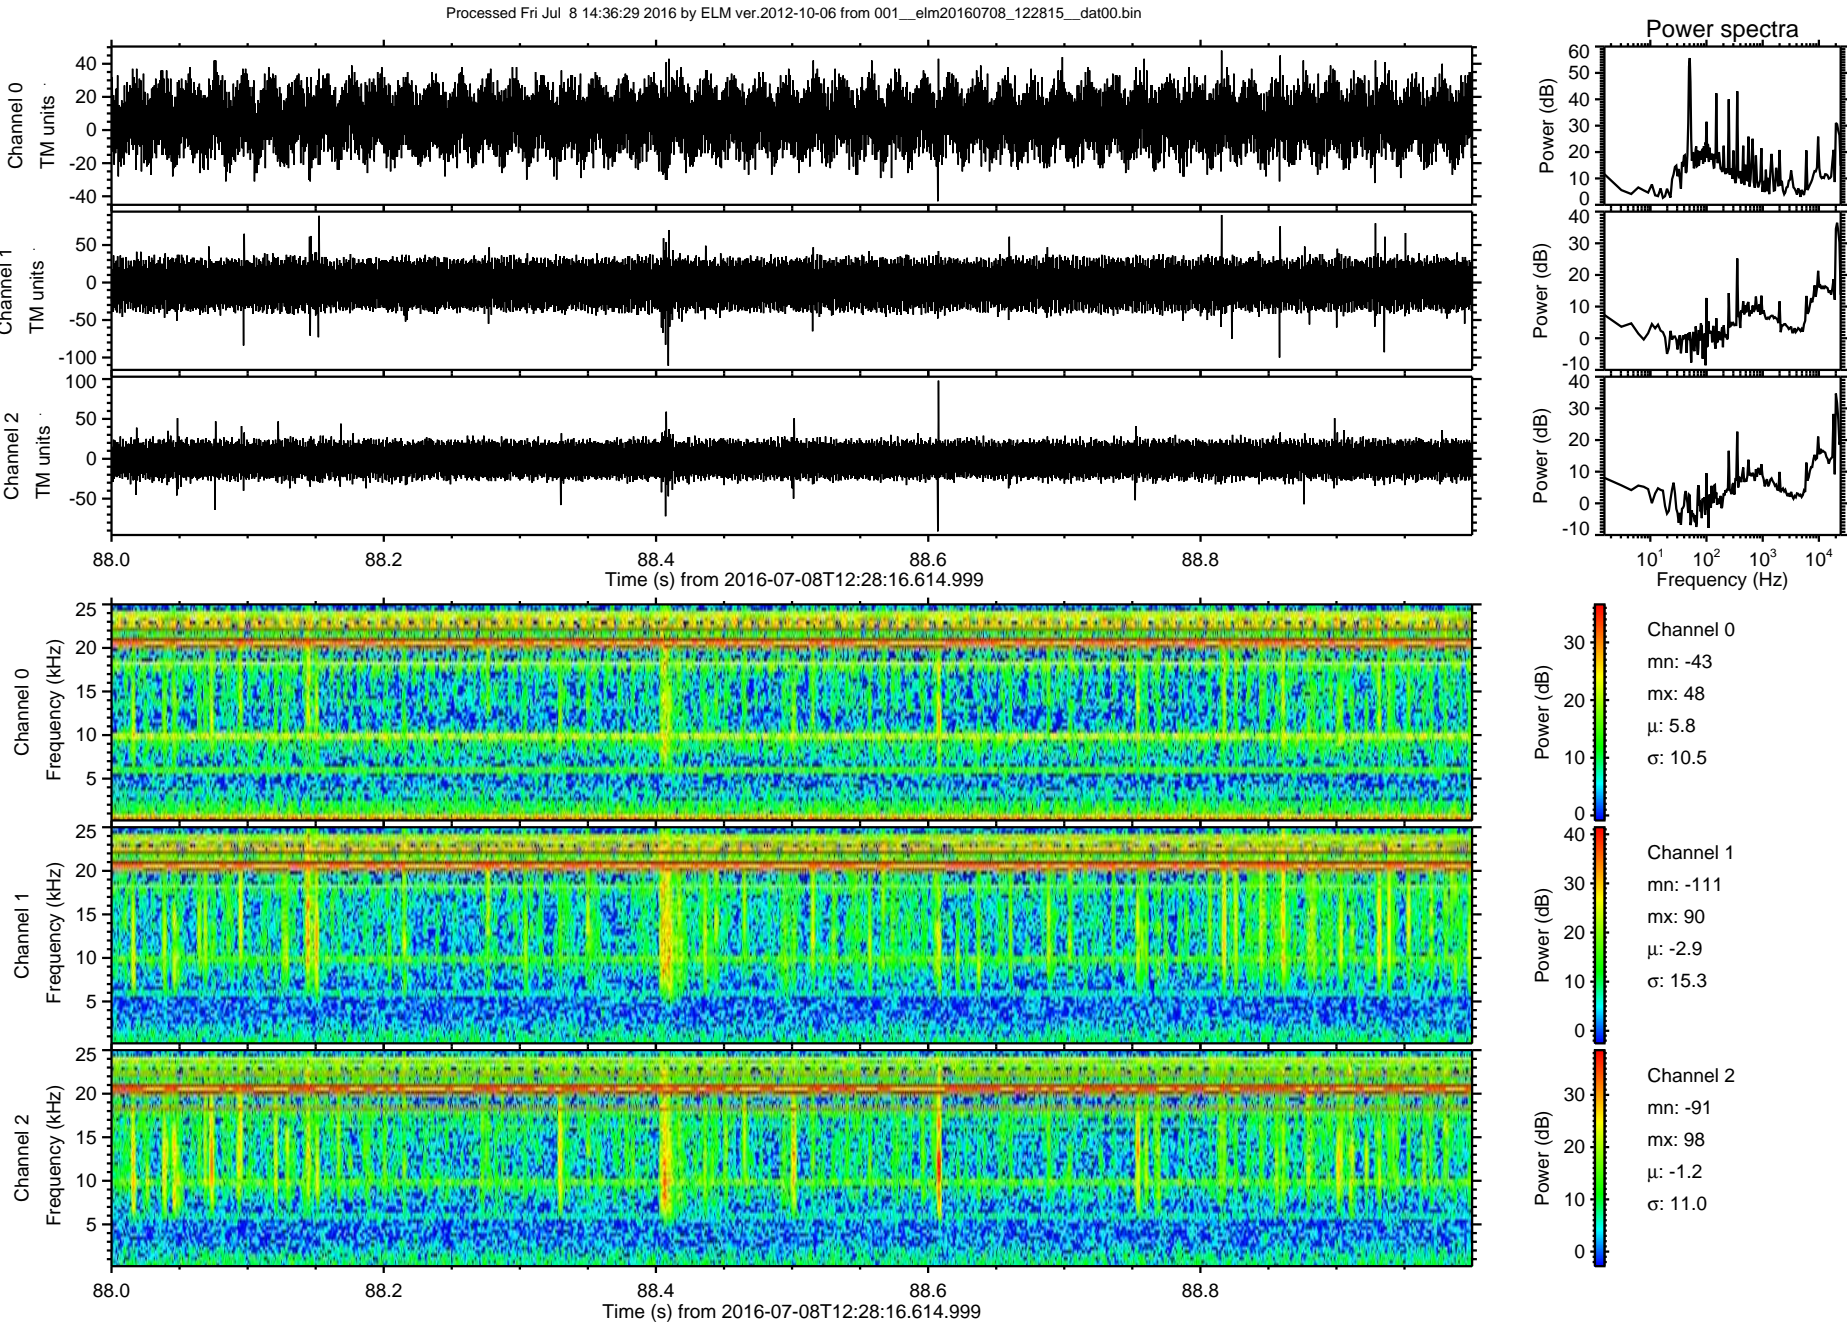 Processed Fri Jul  8 14:36:29 2016 by ELM ver.2012-10-06 from 001__elm20160708_122815__dat00.bin
Power spectra
Channel 0
TM units
40
20
0
-20
-40
Power (dB)
60
50
40
30
20
10
0
Channel 1
TM units
50
0
-50
-100
Power (dB)
40
30
20
10
0
-10
Channel 2
TM units
100
50
0
-50
Power (dB)
40
30
20
10
0
-10
88.0 88.2 88.4 88.6 88.8
Time (s) from 2016-07-08T12:28:16.614.999
10^1 10^2 10^3 10^4
Frequency (Hz)
Channel 0
Frequency (kHz)
25
20
15
10
5
Power (dB)
30
20
10
0
Channel 0
mn: -43
mx: 48
μ: 5.8
σ: 10.5
Channel 1
Frequency (kHz)
25
20
15
10
5
Power (dB)
40
30
20
10
0
Channel 1
mn: -111
mx: 90
μ: -2.9
σ: 15.3
Channel 2
Frequency (kHz)
25
20
15
10
5
Power (dB)
30
20
10
0
Channel 2
mn: -91
mx: 98
μ: -1.2
σ: 11.0
88.0 88.2 88.4 88.6 88.8
Time (s) from 2016-07-08T12:28:16.614.999